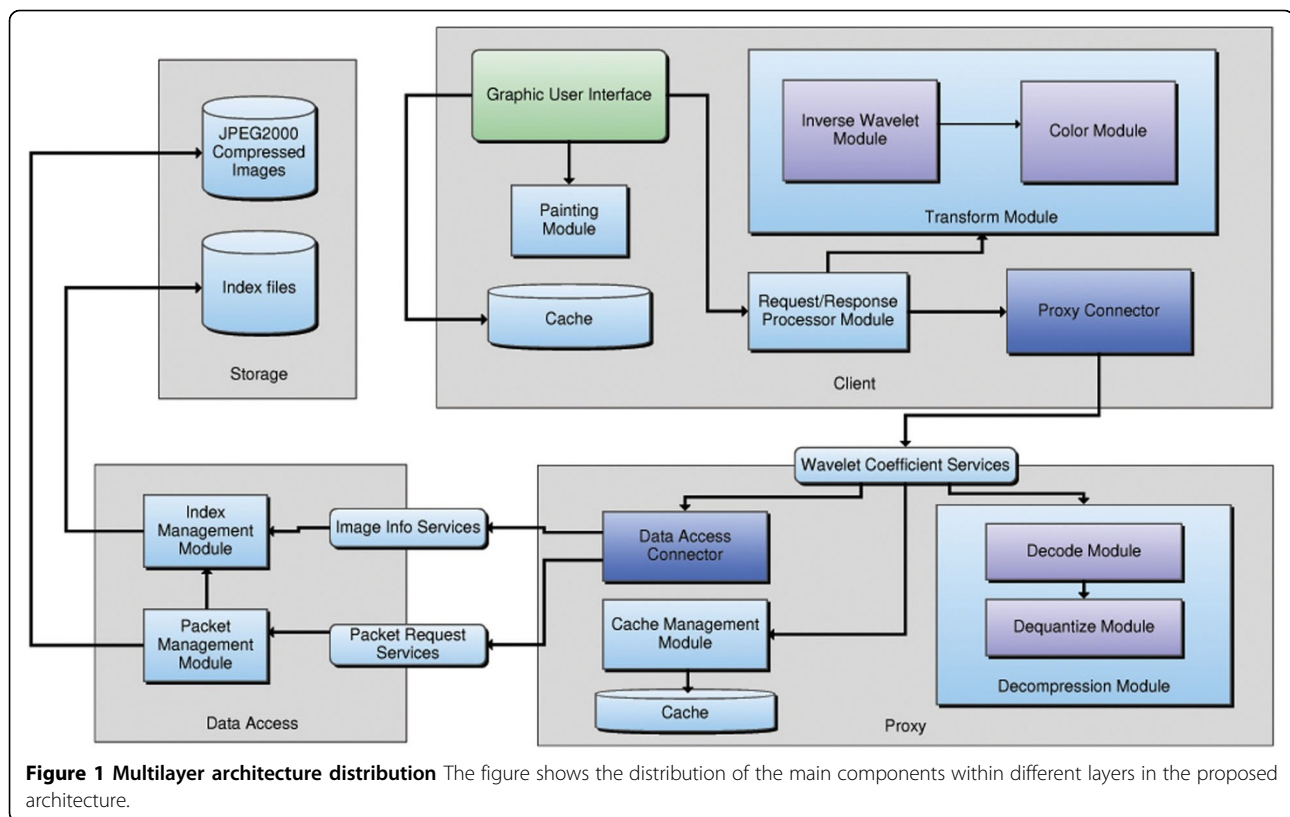 JPEG2000
Compressed
Images
Index files
Storage
Graphic User Interface
Painting
Module
Cache
Inverse Wavelet
Module
Color Module
Transform Module
Request/Response
Processor Module
Proxy Connector
Client
Wavelet Coefficient Services
Index
Management
Module
Image Info Services
Packet
Management
Module
Packet Request
Services
Data Access
Data Access
Connector
Cache Management
Module
Cache
Decode Module
Dequantize Module
Decompression Module
Proxy
Figure 1 Multilayer architecture distribution The figure shows the distribution of the main components within different layers in the proposed
architecture.